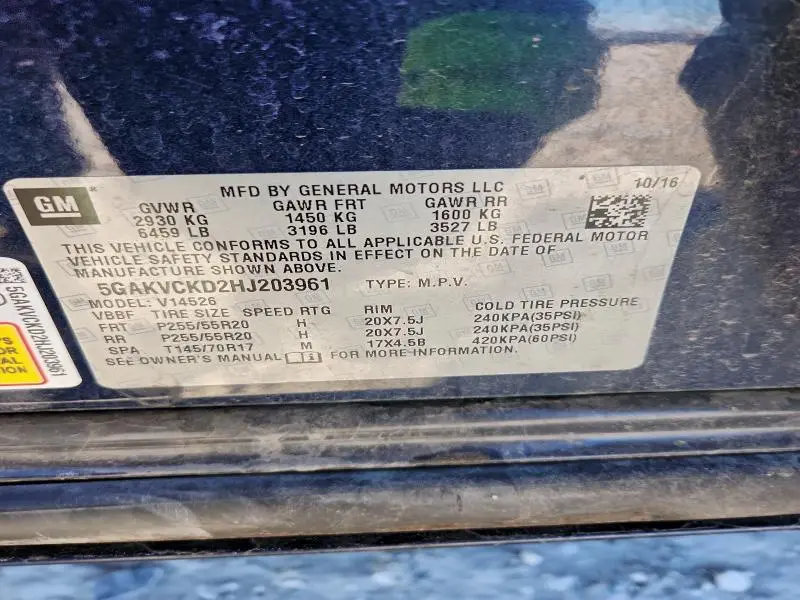 GM
MFD BY GENERAL MOTORS LLC 10/16
GVWR GAWR FRT GAWR RR
2930 KG 1450 KG 1600 KG
6459 LB 3196 LB 3527 LB
THIS VEHICLE CONFORMS TO ALL APPLICABLE U.S. FEDERAL MOTOR
VEHICLE SAFETY STANDARDS IN EFFECT ON THE DATE OF
MANUFACTURE SHOWN ABOVE.
5GAKVCKD2HJ203961 TYPE: M.P.V.
MODEL: V14526
VBBF TIRE SIZE SPEED RTG RIM COLD TIRE PRESSURE
FRT P255/55R20 H 20X7.5J 240KPA(35PSI)
RR P255/55R20 H 20X7.5J 240KPA(35PSI)
SPA T145/70R17 M 17X4.5B 420KPA(60PSI)
SEE OWNER'S MANUAL FOR MORE INFORMATION.
5GAKVCKD2HJ203961